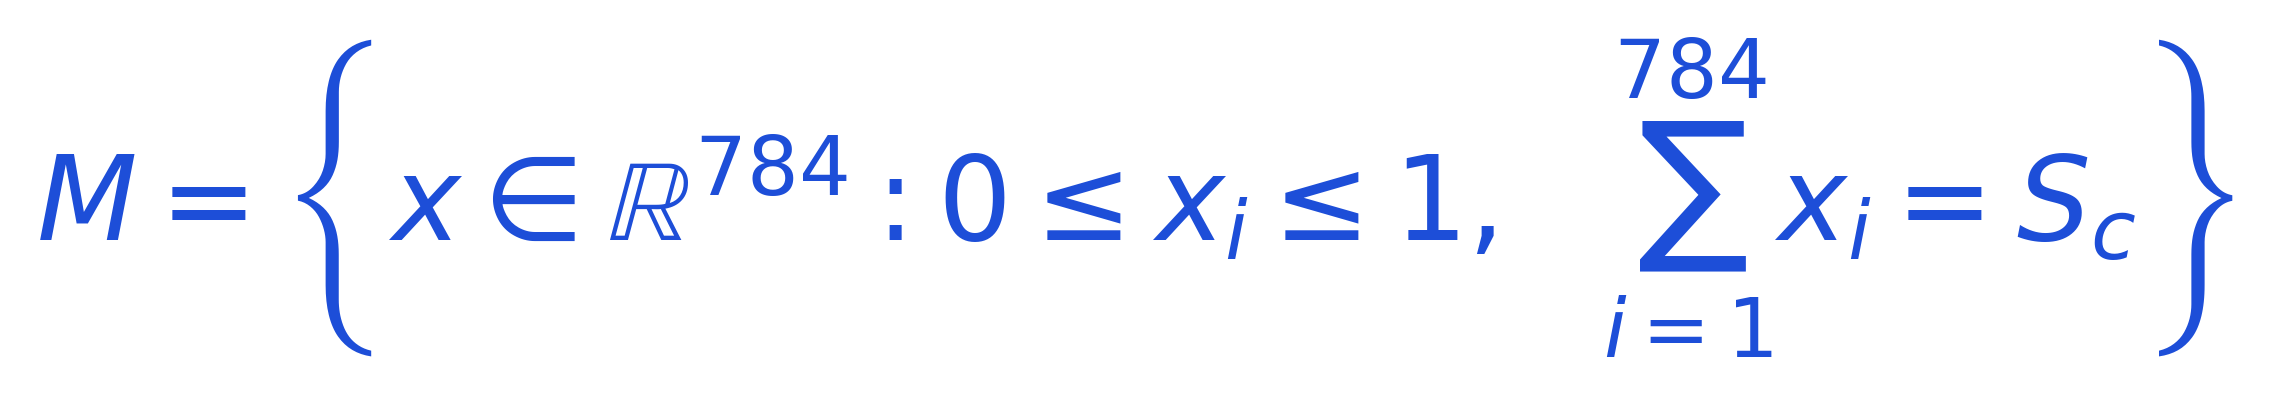 M = { x ∈ ℝ^784 : 0 ≤ x_i ≤ 1, ∑_{i=1}^{784} x_i = S_c }